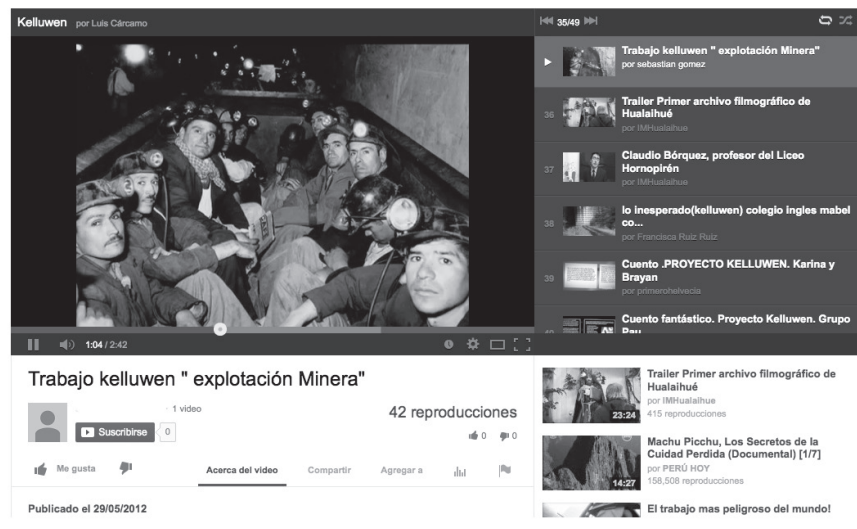 Kelluwen por Luis Cárcamo
35/49
Trabajo kelluwen " explotación Minera"
por sebastian gomez
36
Trailer Primer archivo filmográfico de
Hualaihué
por IMHualaihue
37
Claudio Bórquez, profesor del Liceo
Hornopirén
por IMHualaihue
38
lo inesperado(kelluwen) colegio ingles mabel
co...
por Francisca Ruiz Ruiz
39
Cuento .PROYECTO KELLUWEN. Karina y
Brayan
por primerohelvecia
40
Cuento fantástico. Proyecto Kelluwen. Grupo
Pau
1:04 / 2:42
Trabajo kelluwen " explotación Minera"
1 video
Suscribirse 0
42 reproducciones
0 0
Me gusta
Acerca del video Compartir Agregar a
Publicado el 29/05/2012
Trailer Primer archivo filmográfico de
Hualaihué
por IMHualaihue
415 reproducciones
23:24
Machu Picchu, Los Secretos de la
Cuidad Perdida (Documental) [1/7]
por PERÚ HOY
158,508 reproducciones
14:27
El trabajo mas peligroso del mundo!